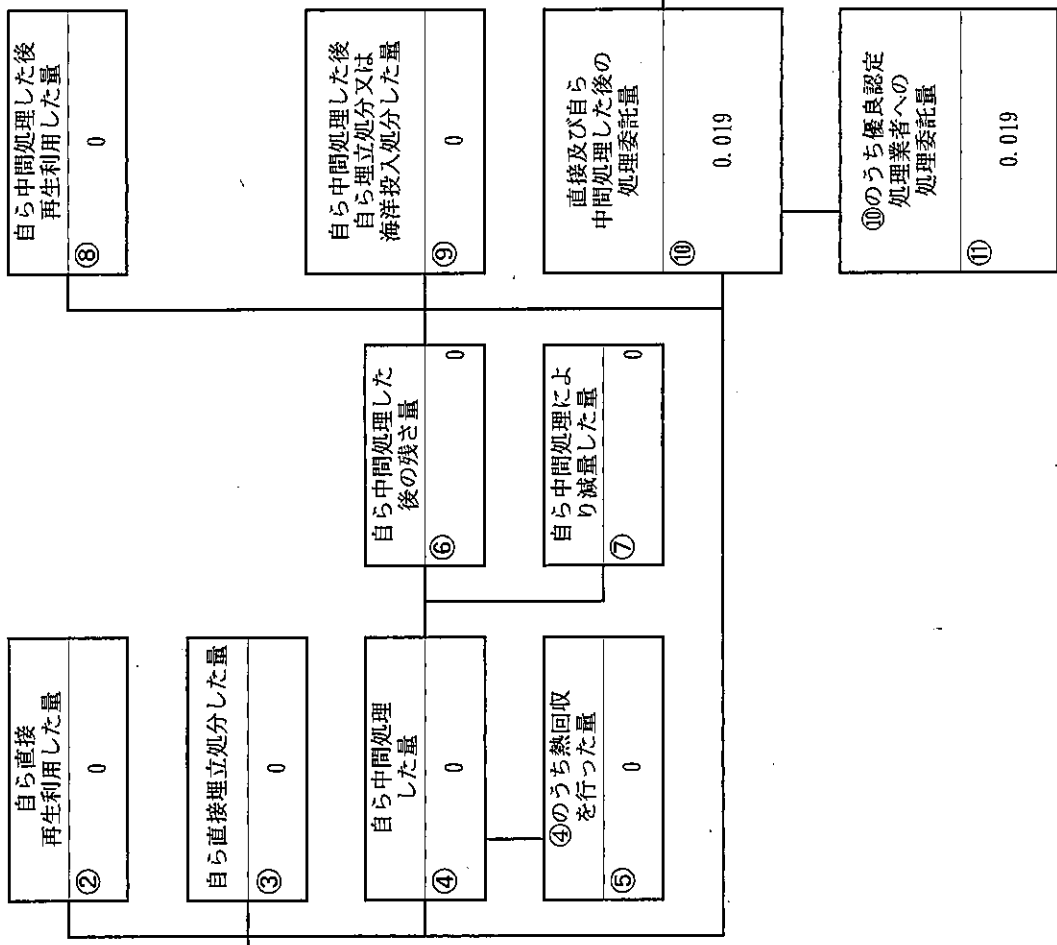 自ら直接
再生利用した量
②
0
自ら直接埋立処分した量
③
0
自ら中間処理
した量
④
0
④のうち熱回収
を行った量
⑤
0
自ら中間処理した
後の残さ量
⑥
0
自ら中間処理によ
り減量した量
⑦
0
自ら中間処理した後
再生利用した量
⑧
0
自ら中間処理した後
自ら埋立処分又は
海洋投入処分した量
⑨
0
直接及び自ら
中間処理した後の
処理委託量
⑩
0.019
⑩のうち優良認定
処理業者への
処理委託量
⑪
0.019